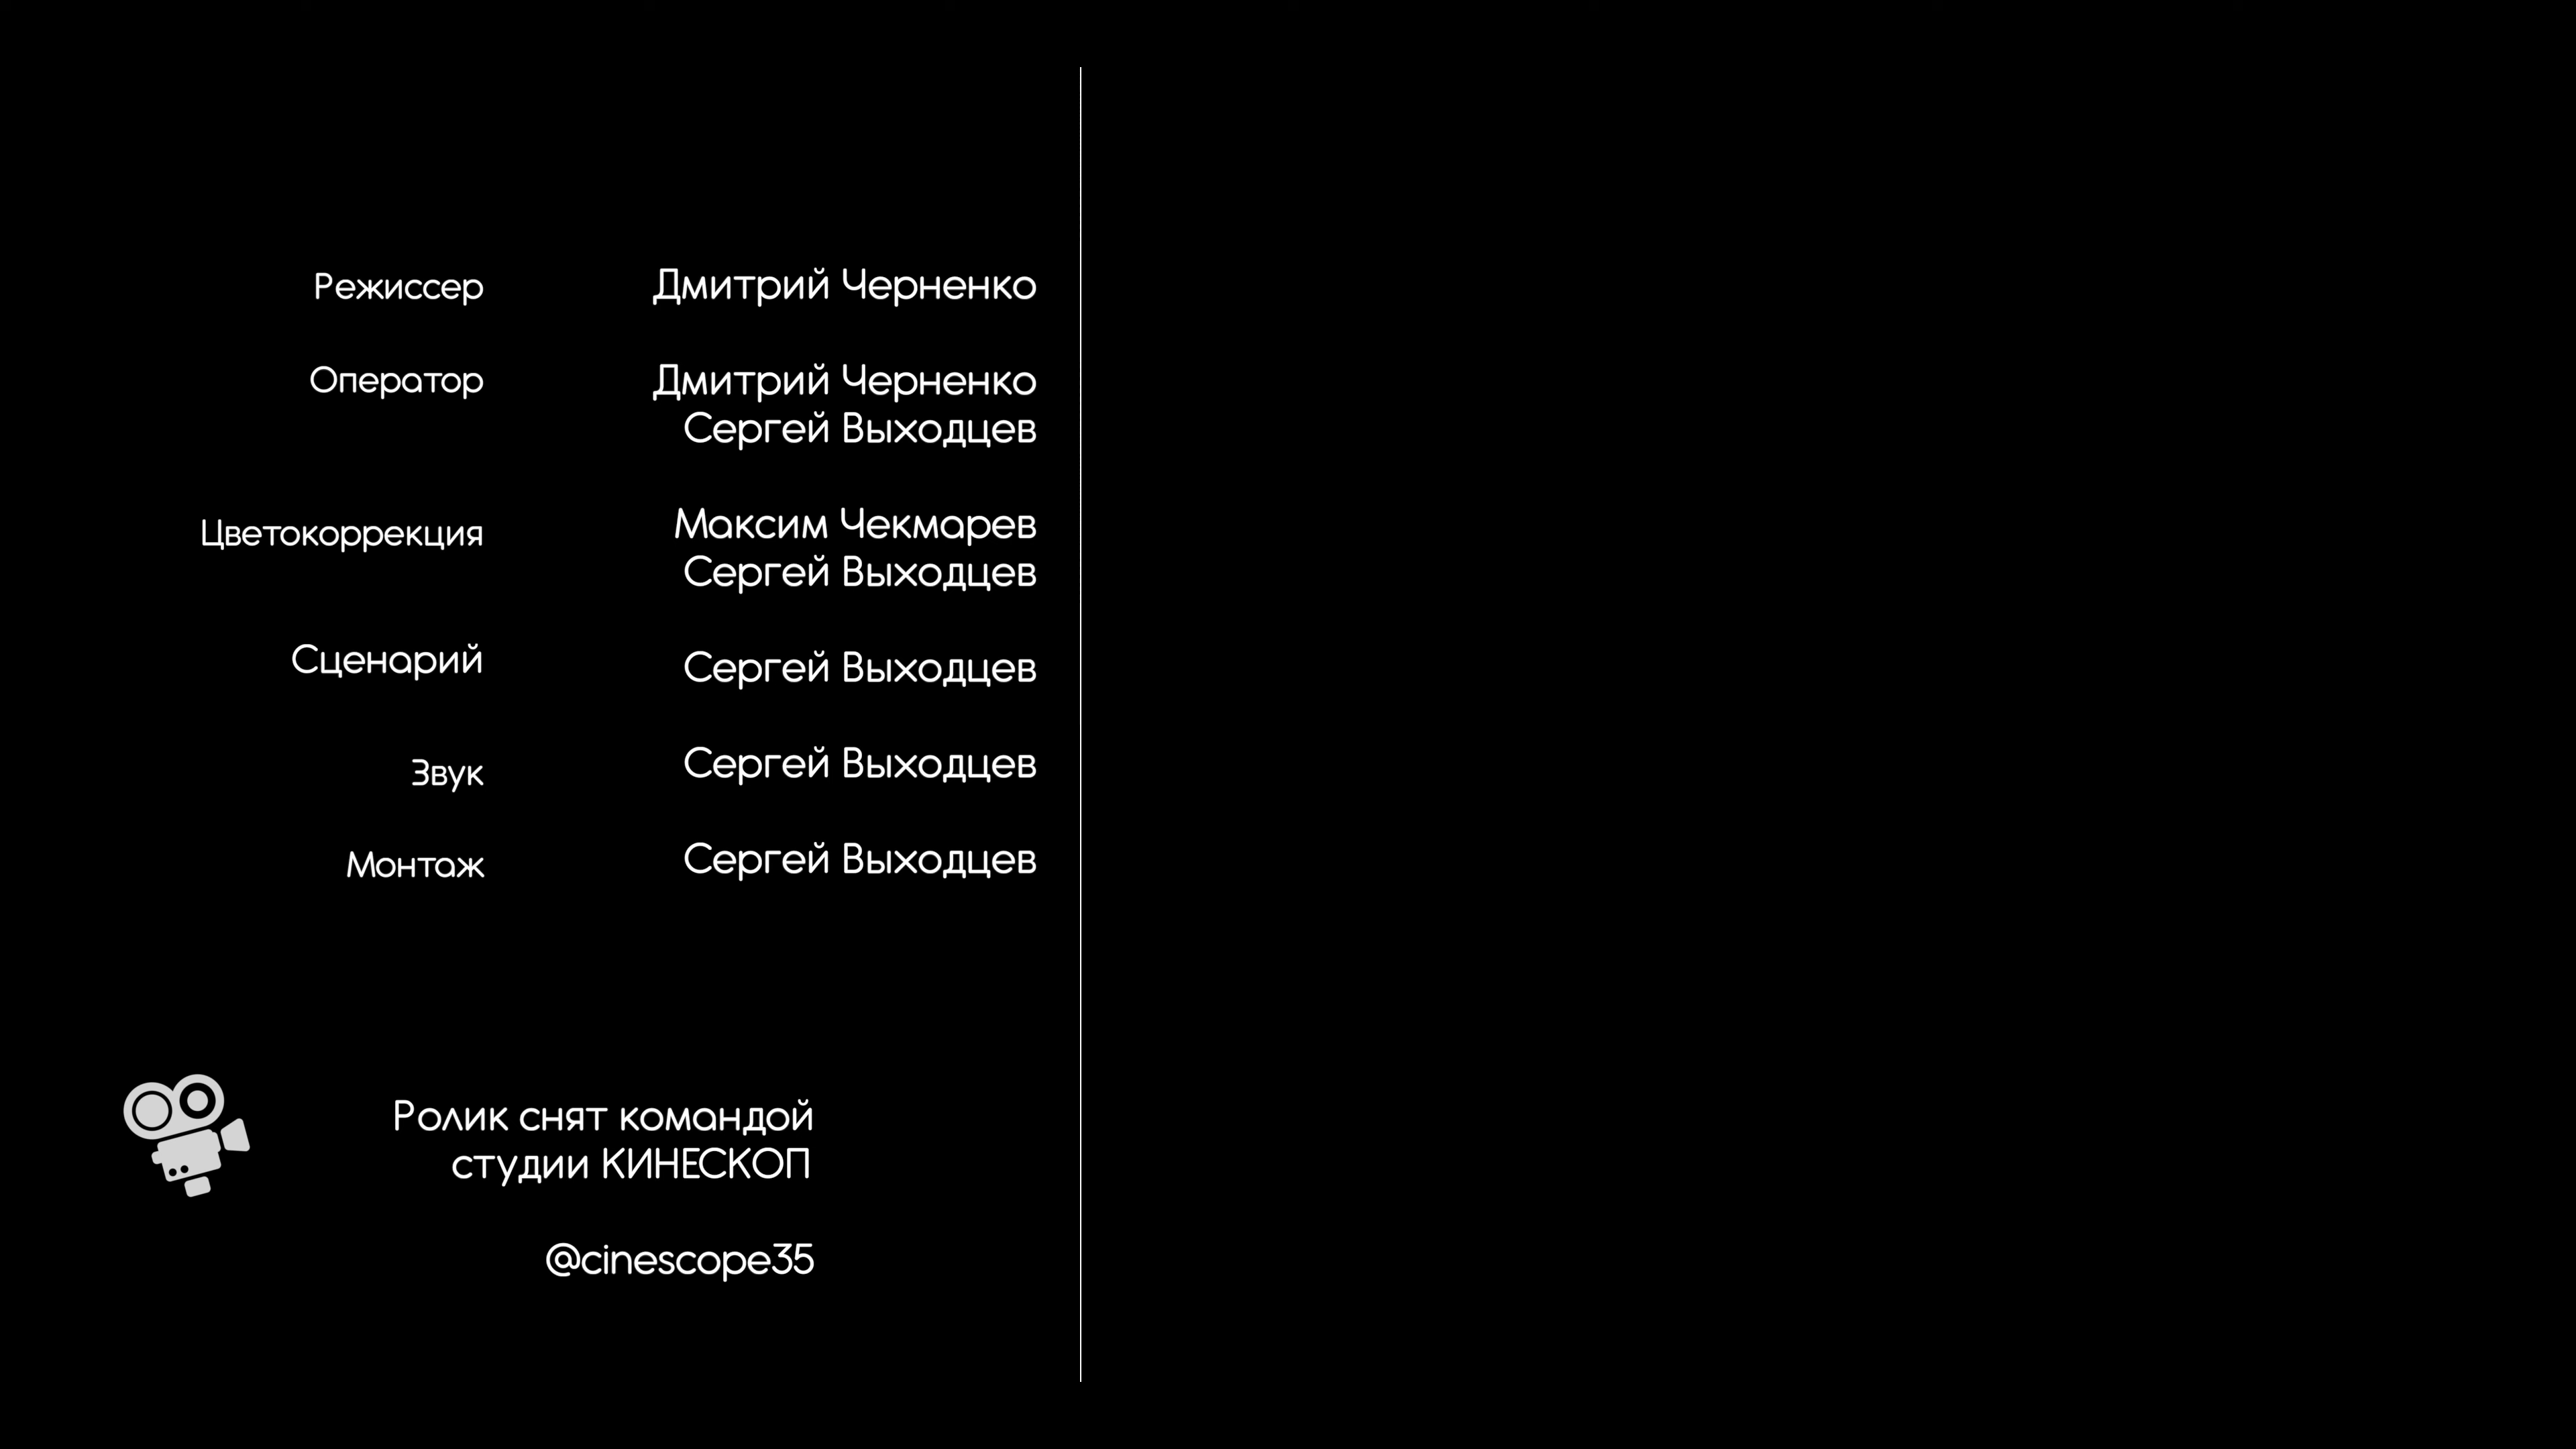 Режиссер Дмитрий Черненко
Оператор Дмитрий Черненко
Сергей Выходцев
Цветокоррекция Максим Чекмарев
Сергей Выходцев
Сценарий Сергей Выходцев
Звук Сергей Выходцев
Монтаж Сергей Выходцев
Ролик снят командой
студии КИНЕСКОП
@cinescope35